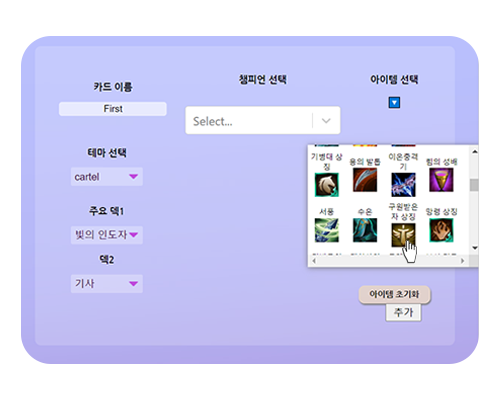 카드 이름
First
챔피언 선택
아이템 선택
Select...
테마 선택
cartel
주요 덱1
빛의 인도자
덱2
기사
기병대 상
징
용의 발톱
이온충격
기
힘의 성배
서풍
수은
구원받은
자 상징
망령 상징
아이템 초기화
추가